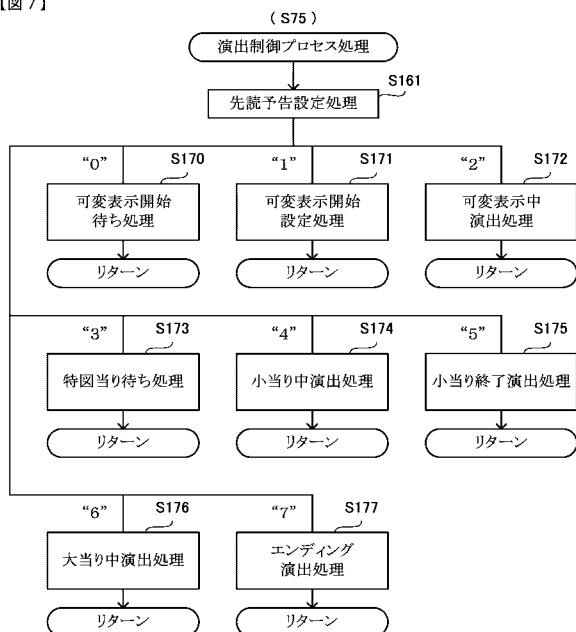 【図7】
(S75)
演出制御プロセス処理
S161
先読予告設定処理
“0” S170
可変表示開始
待ち処理
リターン
“1” S171
可変表示開始
設定処理
リターン
“2” S172
可変表示中
演出処理
リターン
“3” S173
特図当り待ち処理
リターン
“4” S174
小当り中演出処理
リターン
“5” S175
小当り終了演出処理
リターン
“6” S176
大当り中演出処理
リターン
“7” S177
エンディング
演出処理
リターン